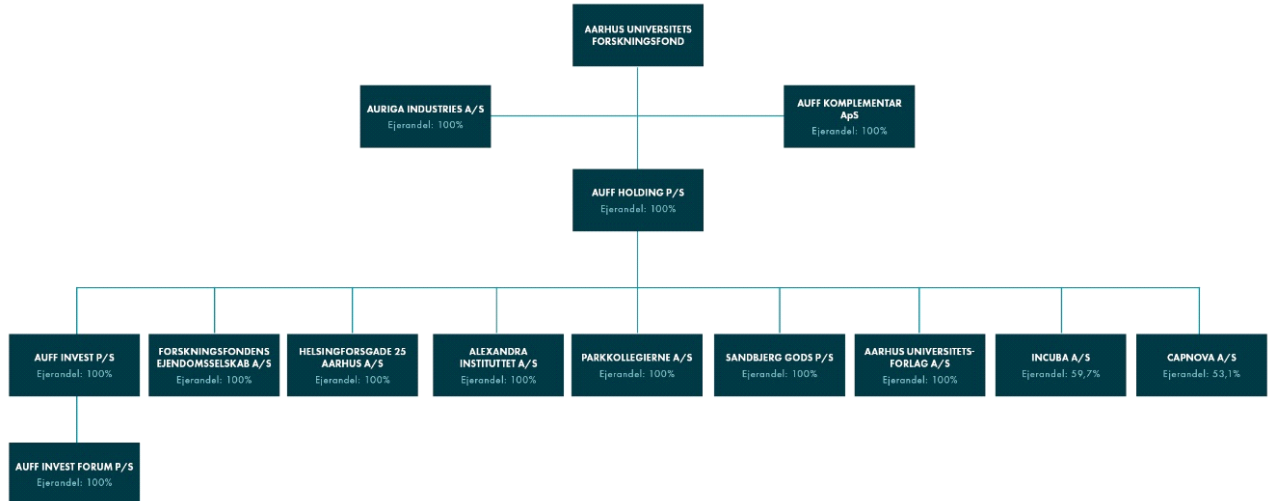 AARHUS UNIVERSITETS
FORSKNINGSFOND
AURIGA INDUSTRIES A/S
Ejerandel: 100%
AUFF KOMPLEMENTAR
ApS
Ejerandel: 100%
AUFF HOLDING P/S
Ejerandel: 100%
AUFF INVEST P/S
Ejerandel: 100%
FORSKNINGSFONDENS
EJENDOMSSELSKAB A/S
Ejerandel: 100%
HELSINGFORSGADE 25
AARHUS A/S
Ejerandel: 100%
ALEXANDRA
INSTITUTTET A/S
Ejerandel: 100%
PARKKOLLEGIERNE A/S
Ejerandel: 100%
SANDBJERG GODS P/S
Ejerandel: 100%
AARHUS UNIVERSITETS-
FORLAG A/S
Ejerandel: 100%
INCUBA A/S
Ejerandel: 59,7%
CAPNOVA A/S
Ejerandel: 53,1%
AUFF INVEST FORUM P/S
Ejerandel: 100%